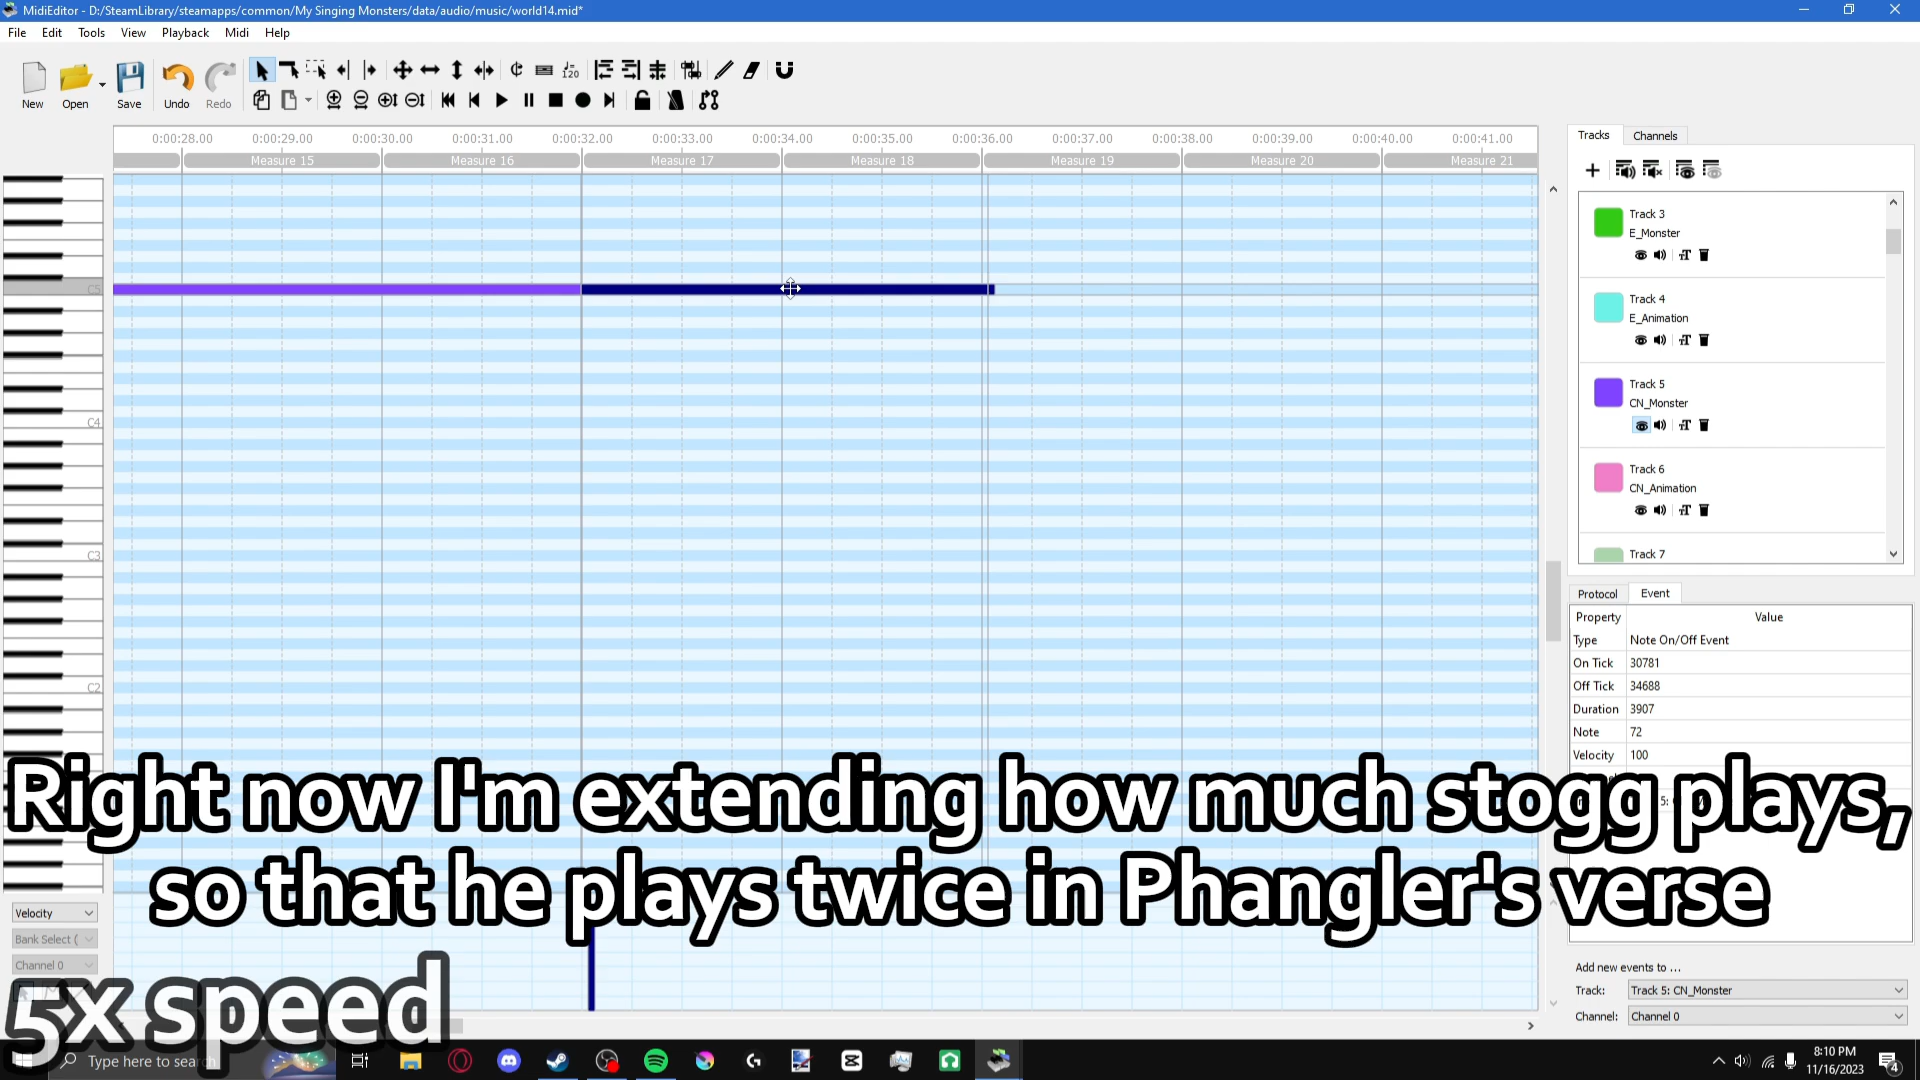 MidiEditor - D:/SteamLibrary/steamapps/common/My Singing Monsters/data/audio/music/world14.mid*
File Edit Tools View Playback Midi Help
New Open Save Undo Redo
120
0:00:28.00 0:00:29.00 0:00:30.00 0:00:31.00 0:00:32.00 0:00:33.00 0:00:34.00 0:00:35.00 0:00:36.00 0:00:37.00 0:00:38.00 0:00:39.00 0:00:40.00 0:00:41.00
Measure 15 Measure 16 Measure 17 Measure 18 Measure 19 Measure 20 Measure 21
C5
C4
C3
C2
Tracks Channels
Track 3
E_Monster
Track 4
E_Animation
Track 5
CN_Monster
Track 6
CN_Animation
Track 7
Protocol Event
Property Value
Type Note On/Off Event
On Tick 30781
Off Tick 34688
Duration 3907
Note 72
Velocity 100
Right now I'm extending how much stogg plays,
so that he plays twice in Phangler's verse
5x speed
Velocity
Bank Select (
Channel 0
Add new events to ...
Track: Track 5: CN_Monster
Channel: Channel 0
Type here to search
8:10 PM
11/16/2023
4